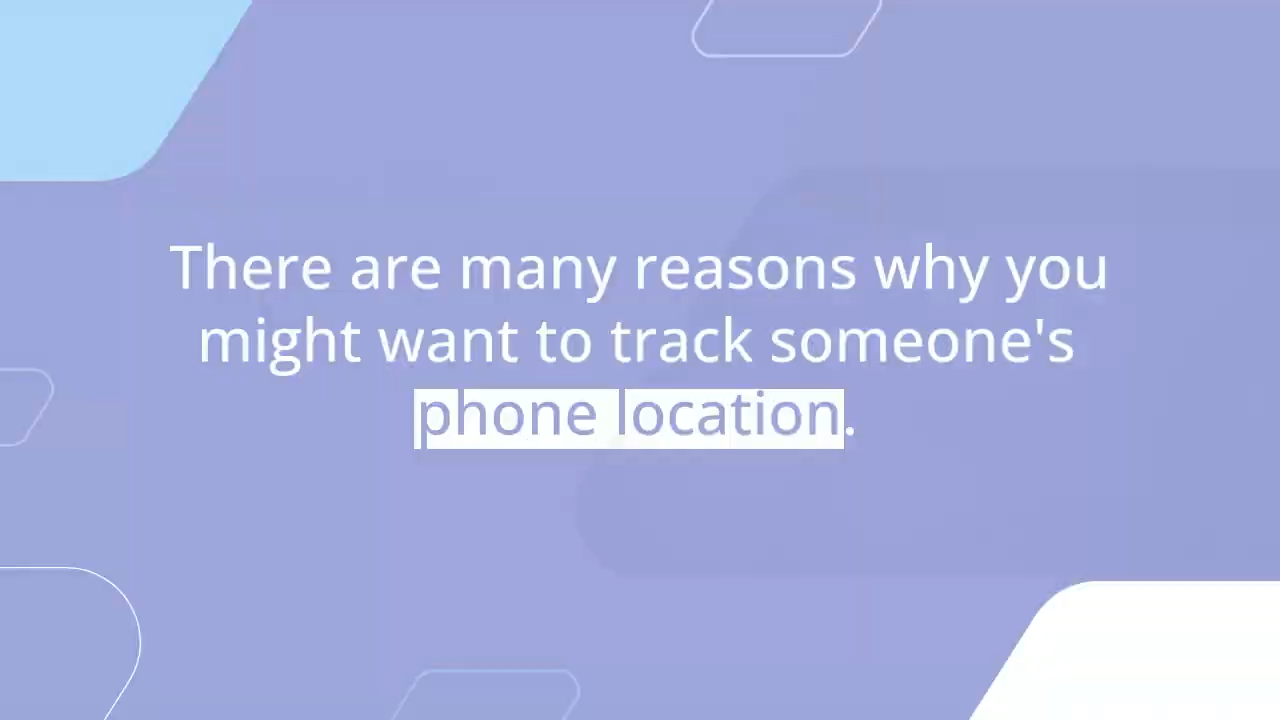 There are many reasons why you
might want to track someone's
phone location.